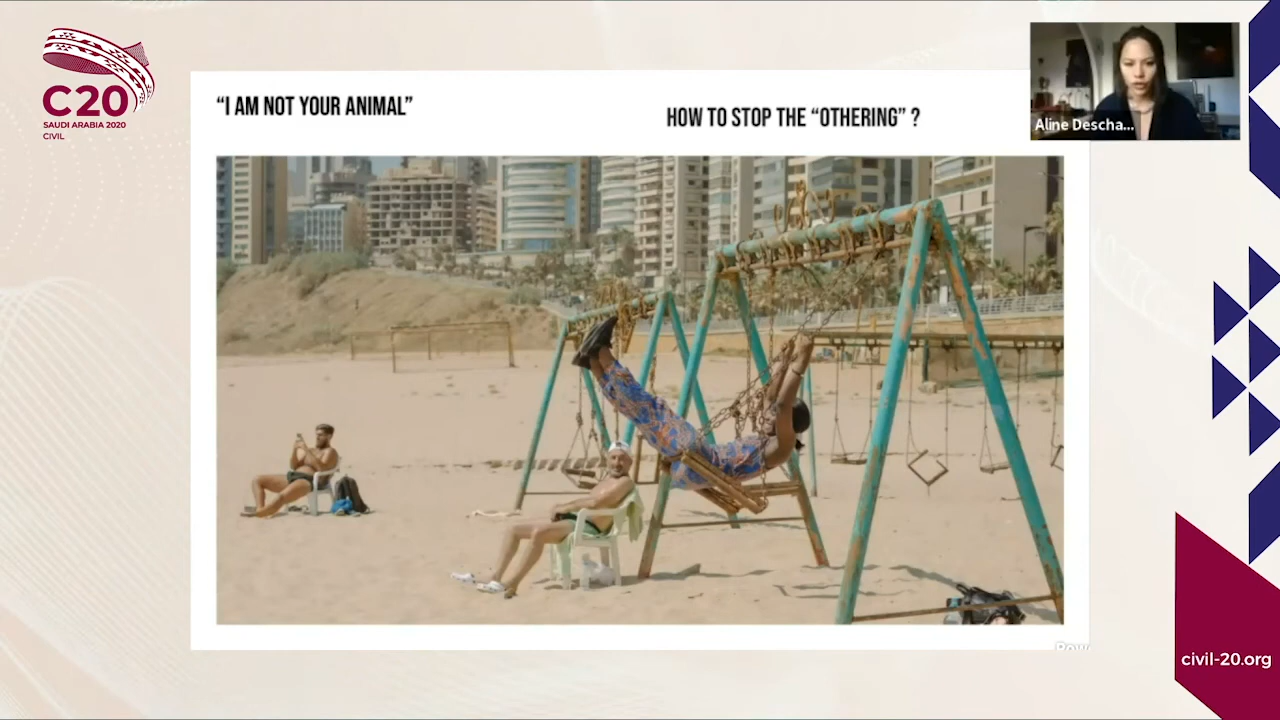 C20
SAUDI ARABIA 2020
CIVIL
“I AM NOT YOUR ANIMAL”
HOW TO STOP THE “OTHERING” ?
Aline Descha...
civil-20.org